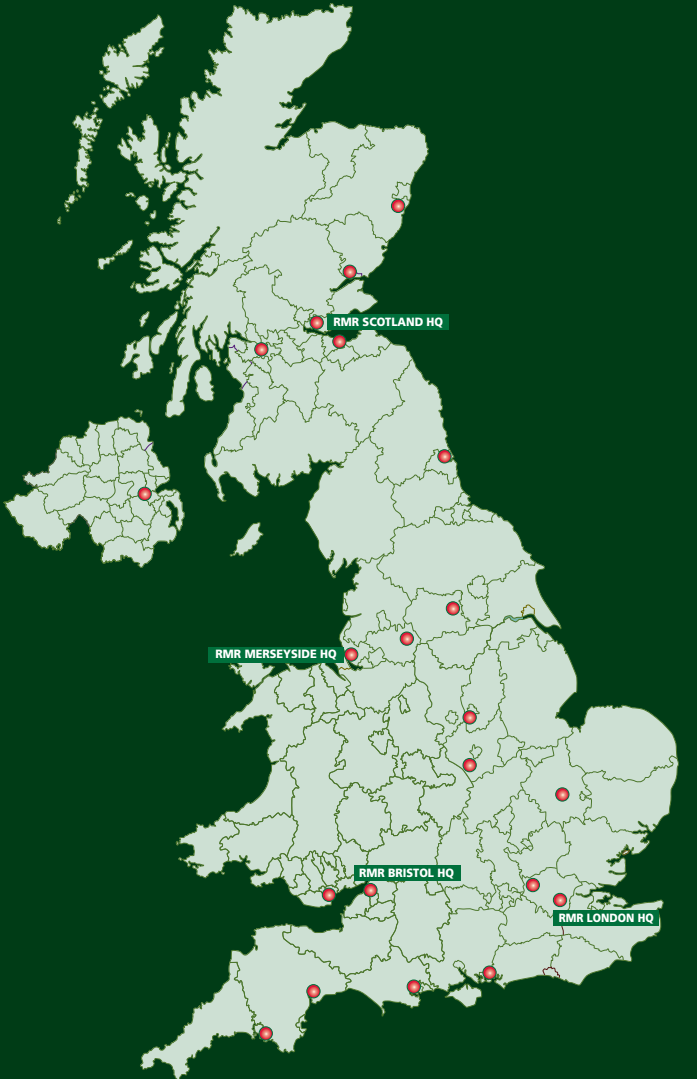 RMR SCOTLAND HQ
RMR MERSEYSIDE HQ
RMR BRISTOL HQ
RMR LONDON HQ